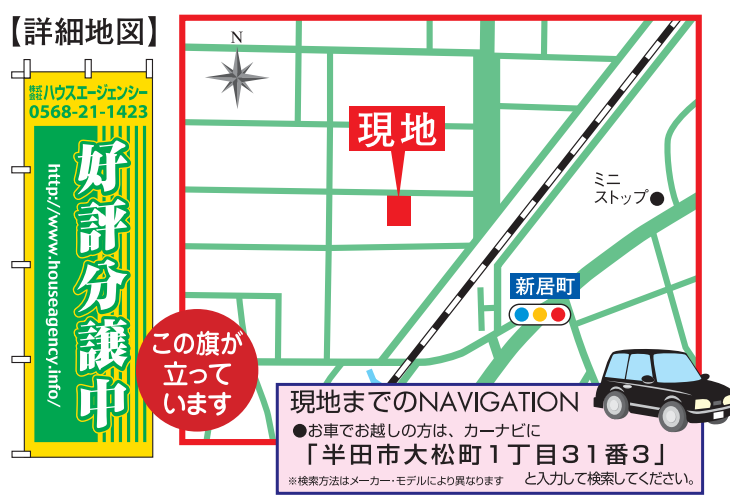 【詳細地図】
株式会社ハウスエージェンシー
0568-21-1423
好評分譲中
http://www.houseagency.info/
この旗が
立って
います
N
現地
ミニ
ストップ
新居町
現地までのNAVIGATION
●お車でお越しの方は、カーナビに
「半田市大松町1丁目31番3」
※検索方法はメーカー・モデルにより異なります と入力して検索してください。